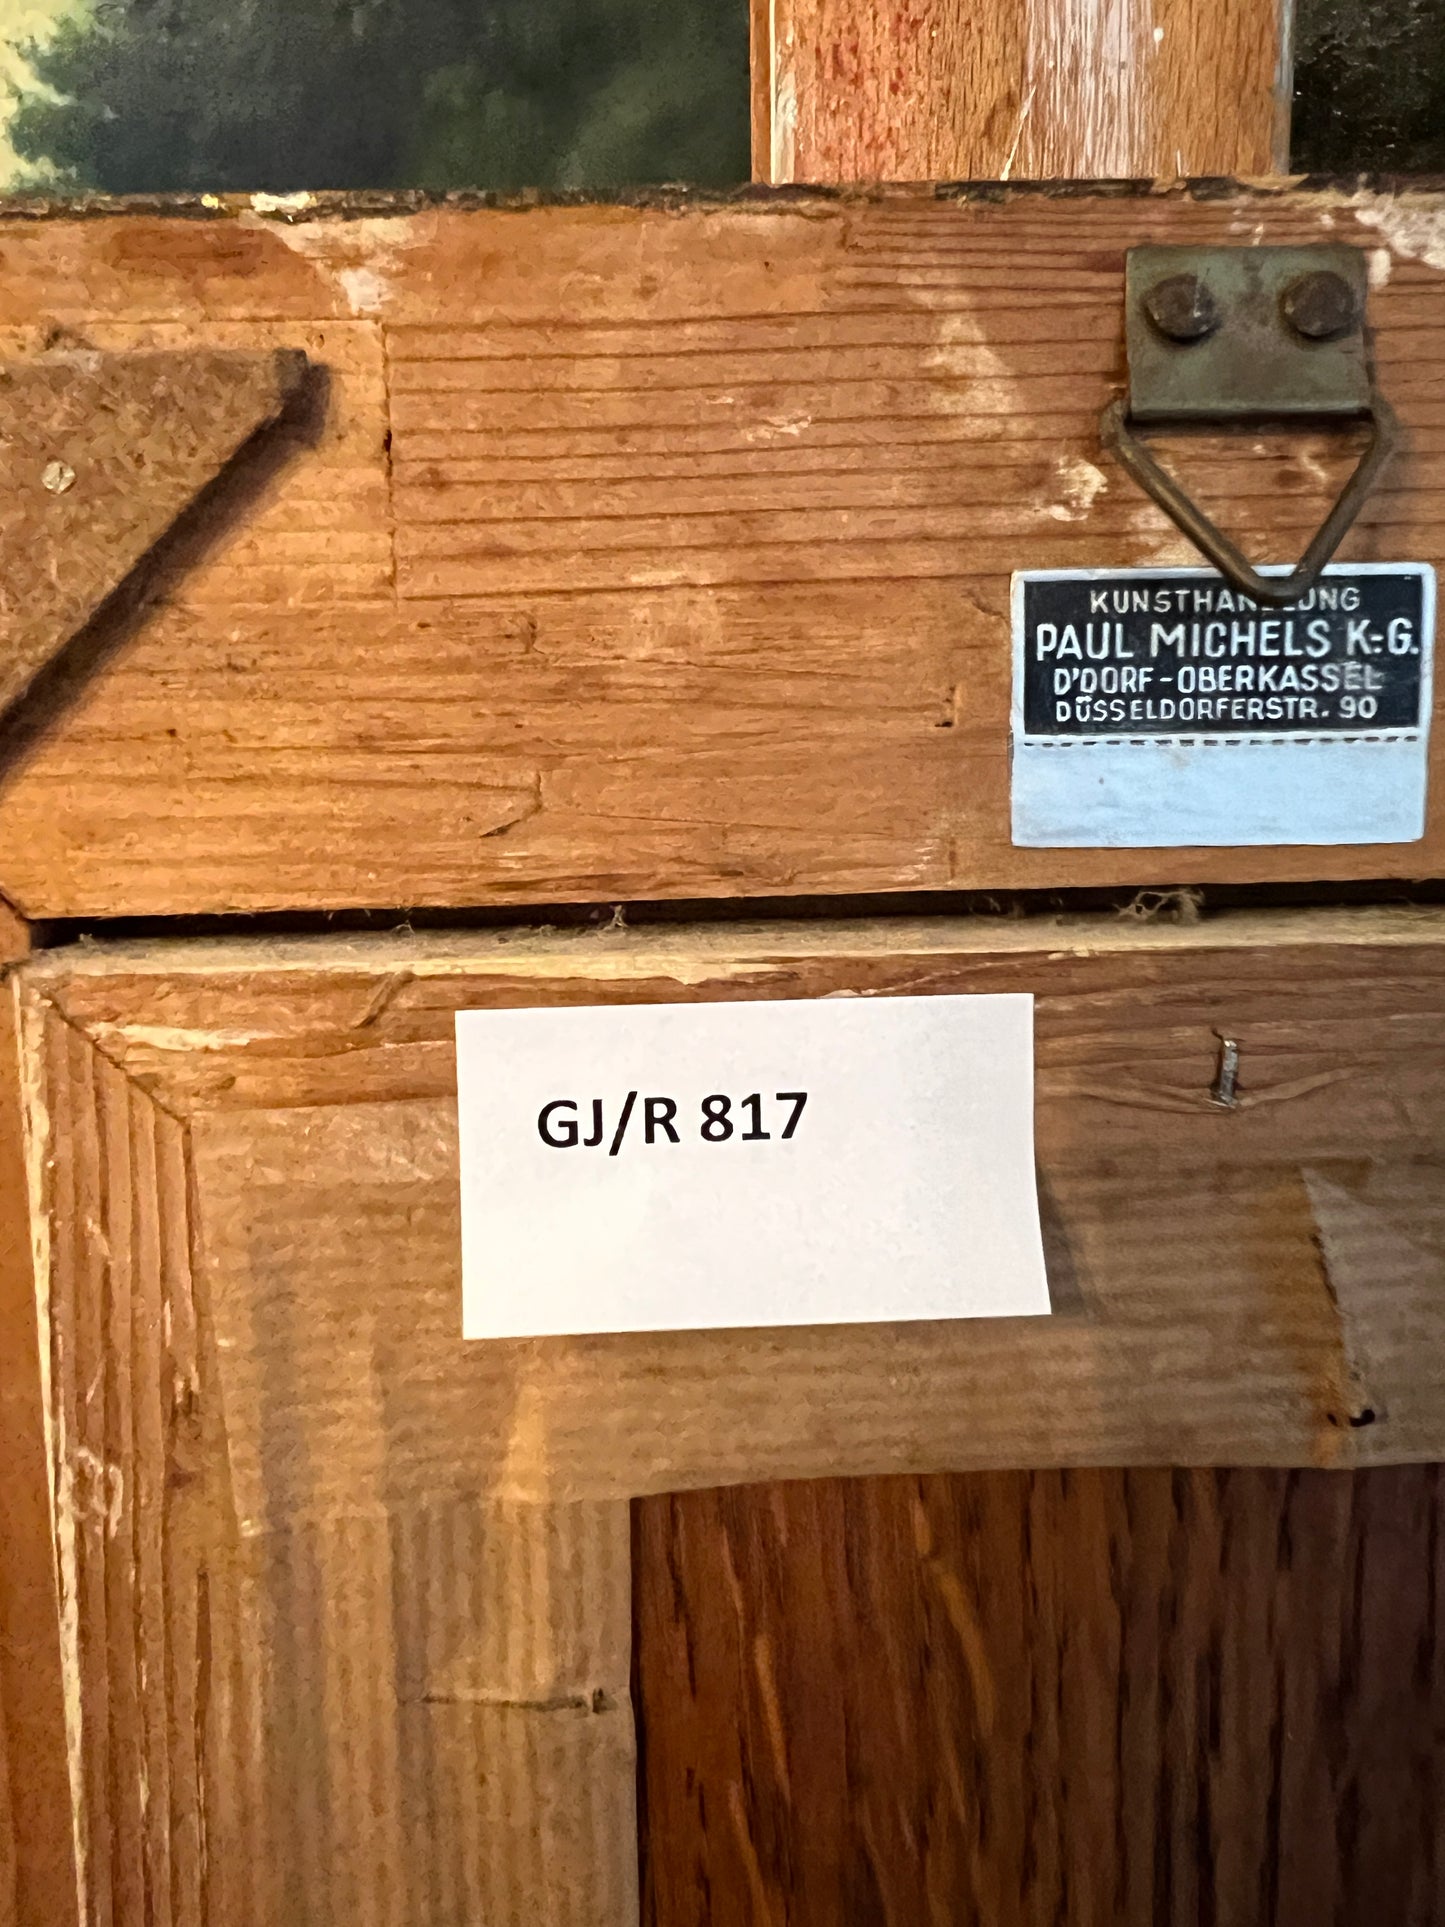 KUNSTHANDLUNG
PAUL MICHELS K.-G.
D'DORF-OBERKASSEL
DÜSSELDORFERSTR. 90
GJ/R 817